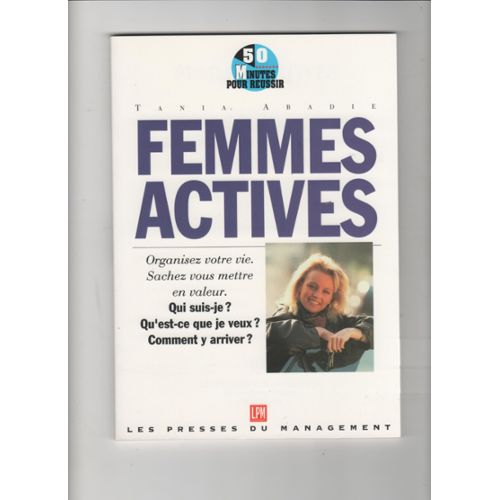 50
MINUTES
POUR REUSSIR
TANIA ABADIE
FEMMES
ACTIVES
Organisez votre vie.
Sachez vous mettre
en valeur.
Qui suis-je ?
Qu'est-ce que je veux ?
Comment y arriver ?
LPM
LES PRESSES DU MANAGEMENT